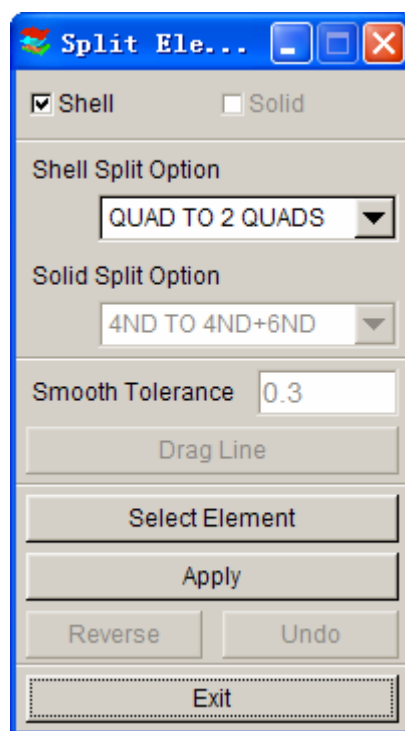 Split Ele...
Shell Solid
Shell Split Option
QUAD TO 2 QUADS
Solid Split Option
4ND TO 4ND+6ND
Smooth Tolerance 0.3
Drag Line
Select Element
Apply
Reverse Undo
Exit